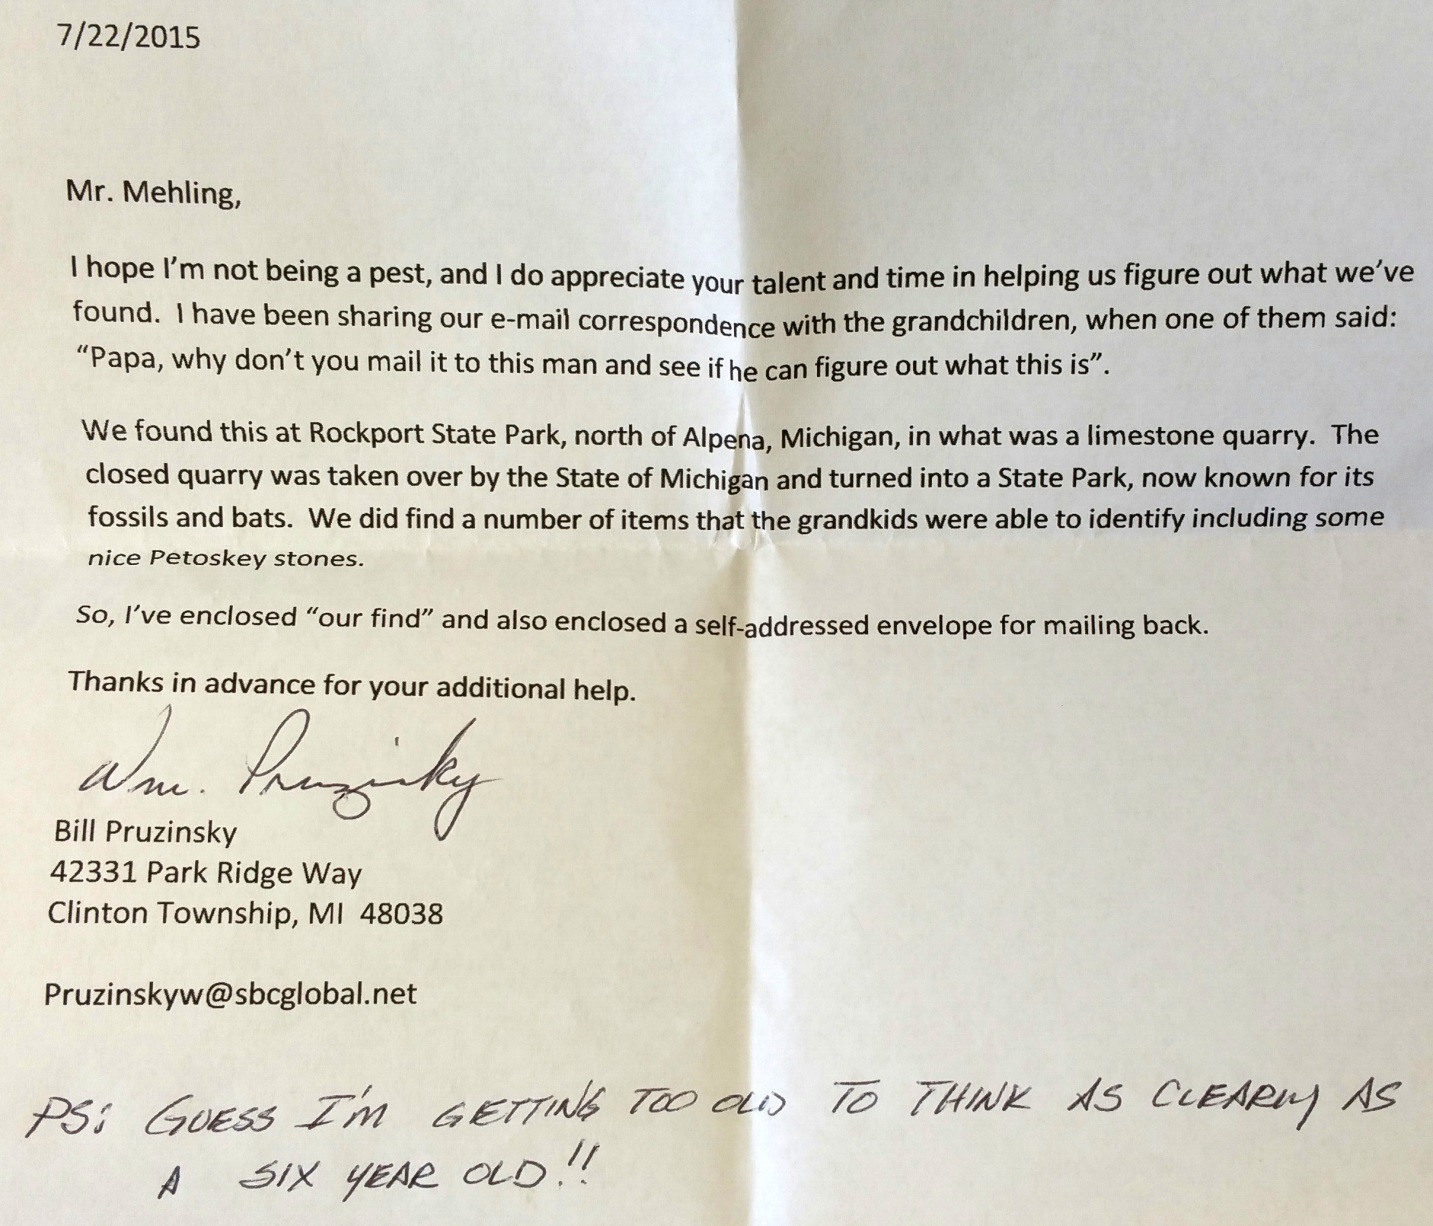 7/22/2015
Mr. Mehling,
I hope I'm not being a pest, and I do appreciate your talent and time in helping us figure out what we've
found.  I have been sharing our e-mail correspondence with the grandchildren, when one of them said:
“Papa, why don't you mail it to this man and see if he can figure out what this is”.
We found this at Rockport State Park, north of Alpena, Michigan, in what was a limestone quarry.  The
closed quarry was taken over by the State of Michigan and turned into a State Park, now known for its
fossils and bats.  We did find a number of items that the grandkids were able to identify including some
nice Petoskey stones.
So, I've enclosed “our find” and also enclosed a self-addressed envelope for mailing back.
Thanks in advance for your additional help.
Wm. Pruzinsky
Bill Pruzinsky
42331 Park Ridge Way
Clinton Township, MI  48038
Pruzinskyw@sbcglobal.net
PS: GUESS I'M GETTING TOO OLD TO THINK AS CLEARLY AS
A SIX YEAR OLD!!